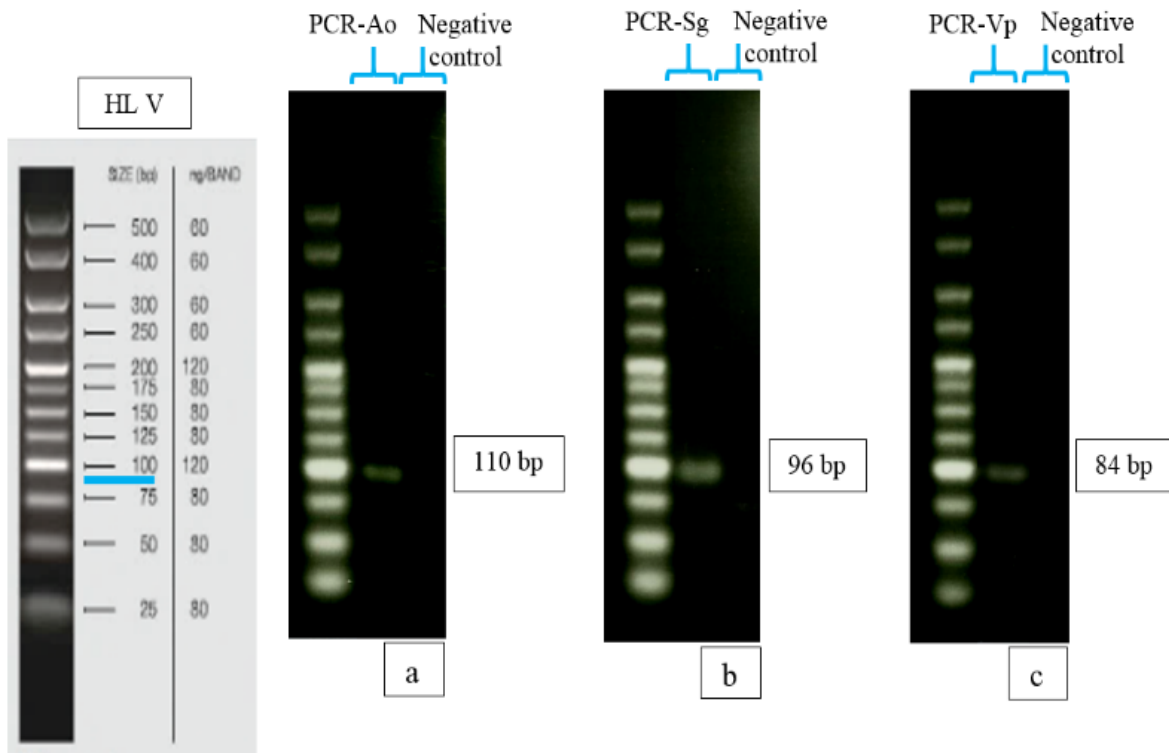 PCR-Ao
Negative
control
PCR-Sg
Negative
control
PCR-Vp
Negative
control
HL V
SIZE (bp) ng/BAND
500 60
400 60
300 60
250 60
200 120
175 80
150 80
125 80
100 120
75 80
50 80
25 80
110 bp
96 bp
84 bp
a
b
c